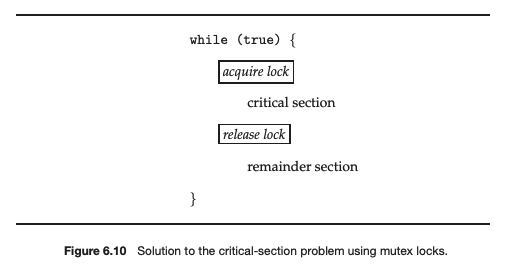 while (true) {
acquire lock
critical section
release lock
remainder section
}
Figure 6.10 Solution to the critical-section problem using mutex locks.